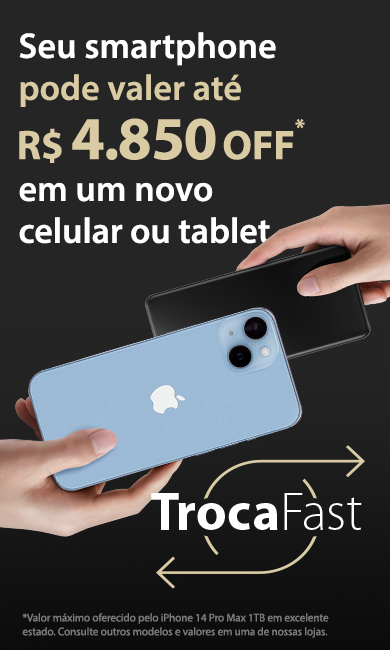 Seu smartphone
pode valer até
R$ 4.850 OFF*
em um novo
celular ou tablet
TrocaFast
*Valor máximo oferecido pelo iPhone 14 Pro Max 1TB em excelente
estado. Consulte outros modelos e valores em uma de nossas lojas.